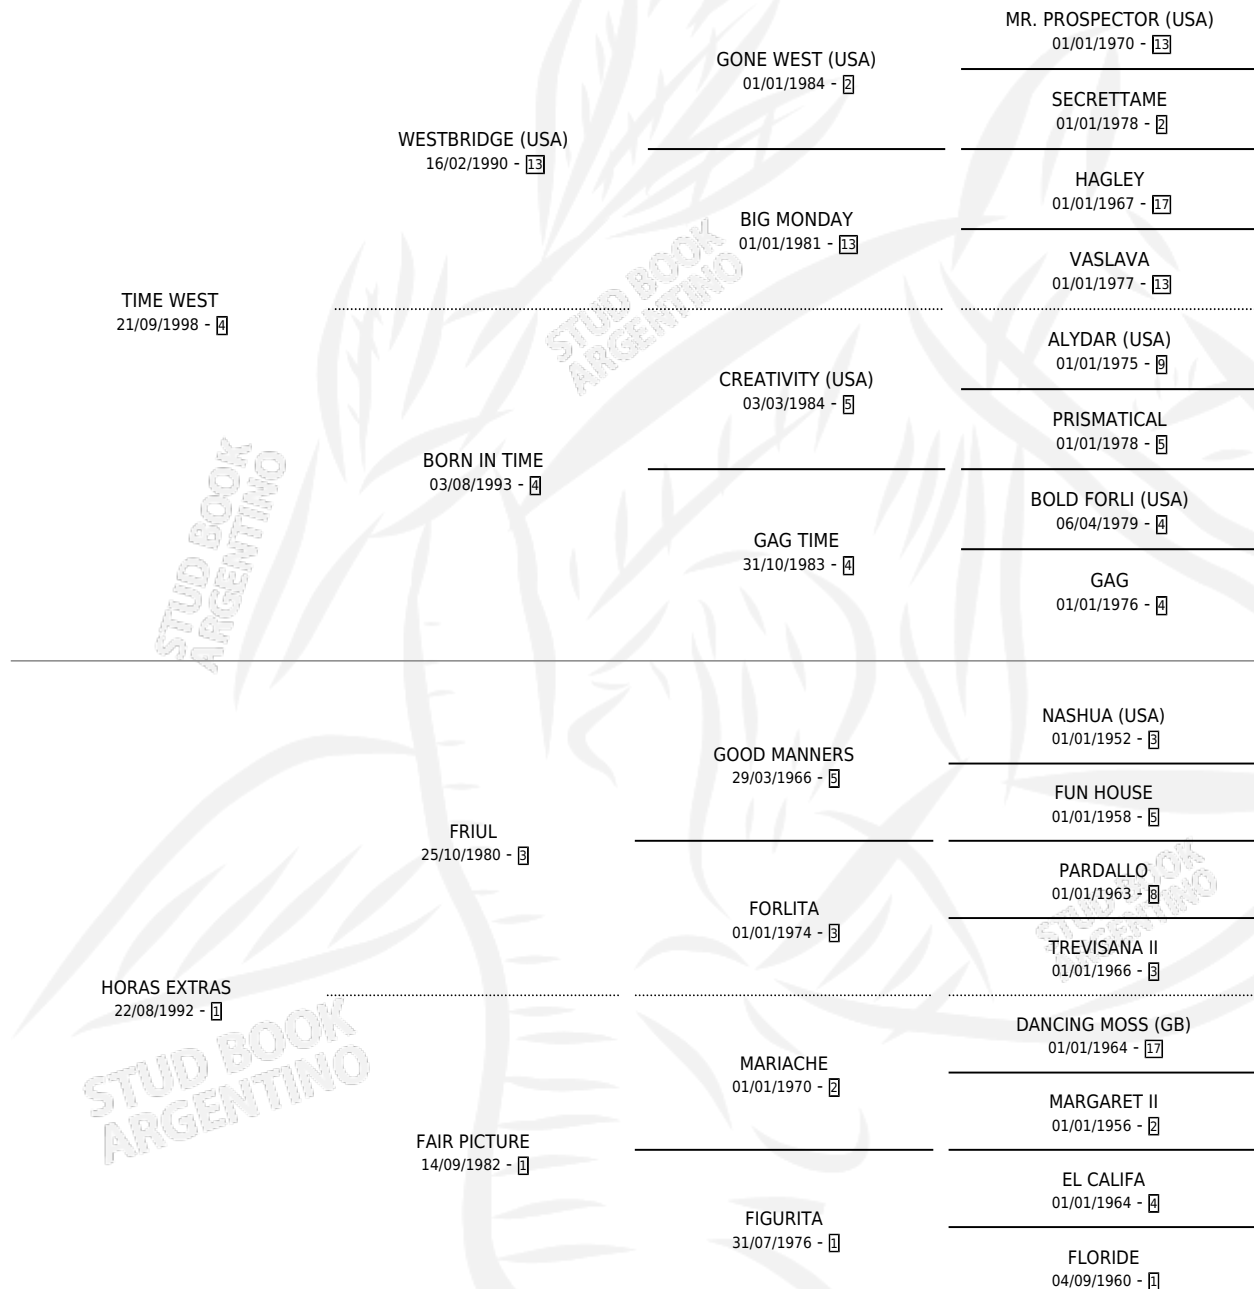 MR. PROSPECTOR (USA)
01/01/1970 - 13
GONE WEST (USA)
01/01/1984 - 2
SECRETTAME
01/01/1978 - 2
WESTBRIDGE (USA)
16/02/1990 - 13
HAGLEY
01/01/1967 - 17
BIG MONDAY
01/01/1981 - 13
VASLAVA
01/01/1977 - 13
TIME WEST
21/09/1998 - 4
ALYDAR (USA)
01/01/1975 - 9
CREATIVITY (USA)
03/03/1984 - 5
PRISMATICAL
01/01/1978 - 5
BORN IN TIME
03/08/1993 - 4
BOLD FORLI (USA)
06/04/1979 - 4
GAG TIME
31/10/1983 - 4
GAG
01/01/1976 - 4
STUD BOOK
ARGENTINO
STUD BOOK
ARGENTINO
NASHUA (USA)
01/01/1952 - 3
GOOD MANNERS
29/03/1966 - 5
FUN HOUSE
01/01/1958 - 5
FRIUL
25/10/1980 - 3
PARDALLO
01/01/1963 - 8
FORLITA
01/01/1974 - 3
TREVISANA II
01/01/1966 - 3
STUD BOOK
ARGENTINO
HORAS EXTRAS
22/08/1992 - 1
DANCING MOSS (GB)
01/01/1964 - 17
MARIACHE
01/01/1970 - 2
MARGARET II
01/01/1956 - 2
STUD BOOK
ARGENTINO
FAIR PICTURE
14/09/1982 - 1
EL CALIFA
01/01/1964 - 4
FIGURITA
31/07/1976 - 1
FLORIDE
04/09/1960 - 1